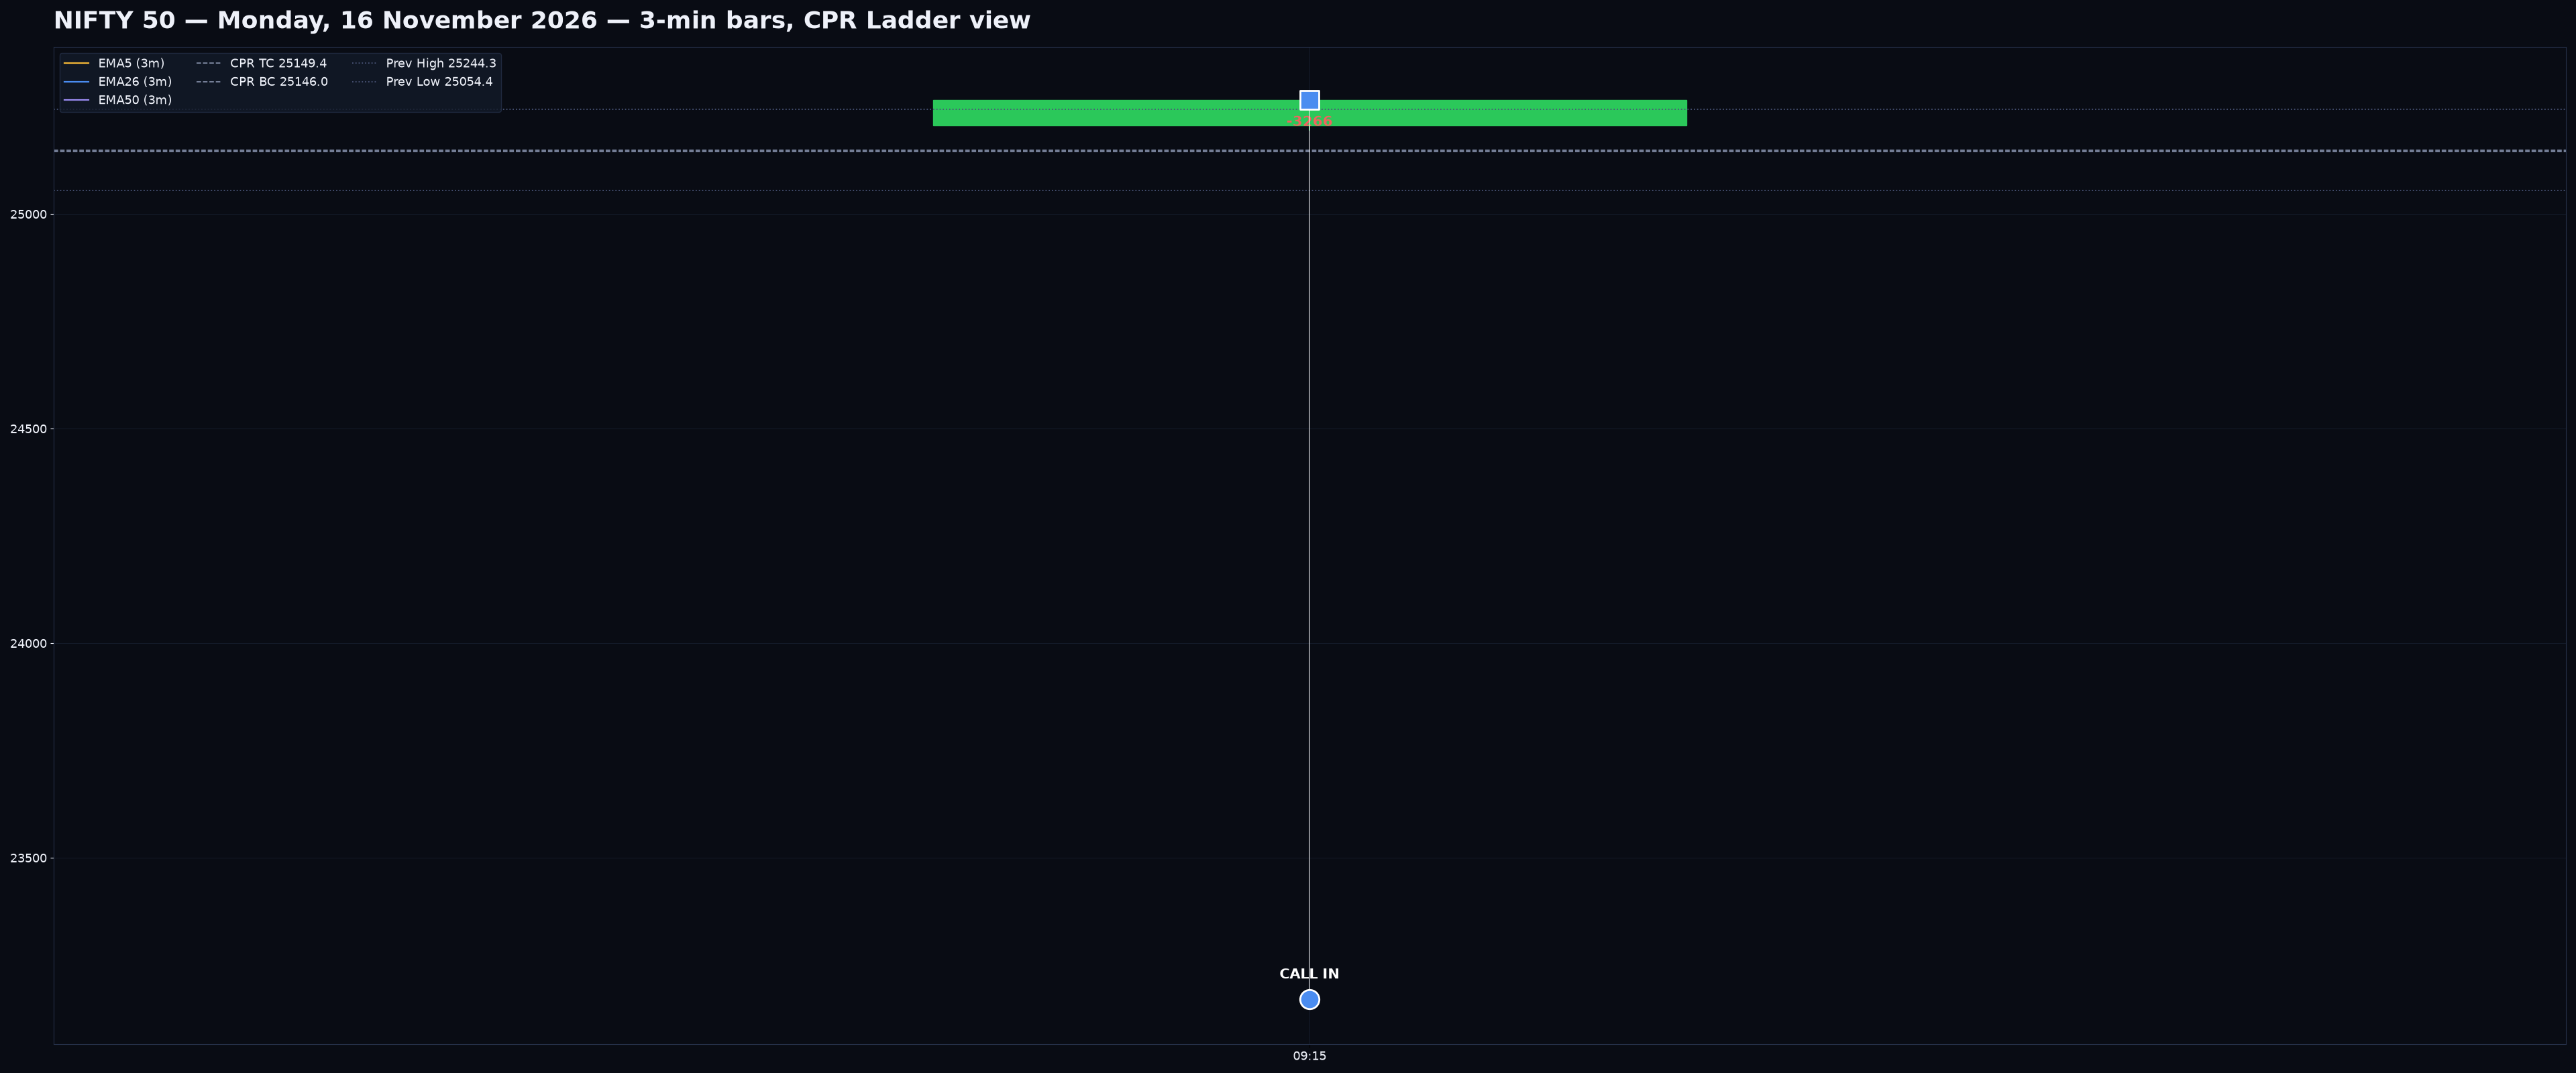 NIFTY 50 — Monday, 16 November 2026 — 3-min bars, CPR Ladder view
EMA5 (3m)
EMA26 (3m)
EMA50 (3m)
CPR TC 25149.4
CPR BC 25146.0
Prev High 25244.3
Prev Low 25054.4
-3266
25000
24500
24000
23500
CALL IN
09:15